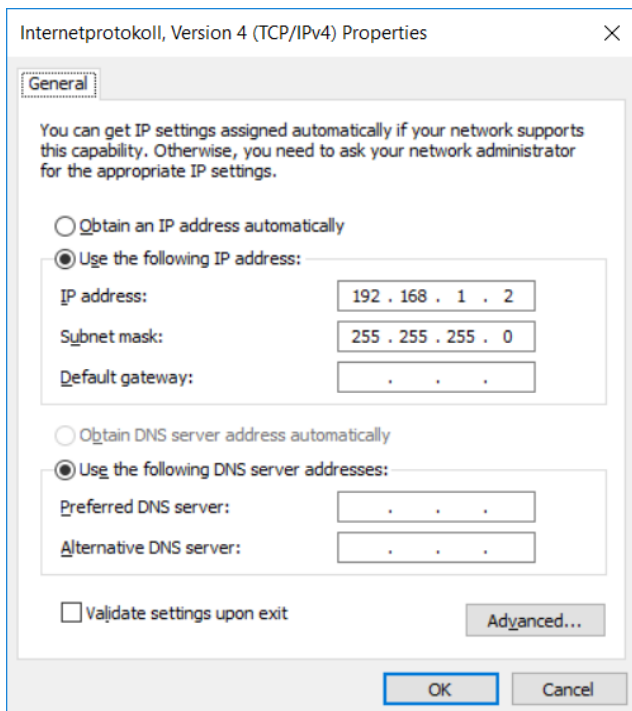 Internetprotokoll, Version 4 (TCP/IPv4) Properties
General
You can get IP settings assigned automatically if your network supports
this capability. Otherwise, you need to ask your network administrator
for the appropriate IP settings.
Obtain an IP address automatically
Use the following IP address:
IP address: 192 . 168 . 1 . 2
Subnet mask: 255 . 255 . 255 . 0
Default gateway: . . .
Obtain DNS server address automatically
Use the following DNS server addresses:
Preferred DNS server: . . .
Alternative DNS server: . . .
Validate settings upon exit
Advanced...
OK Cancel